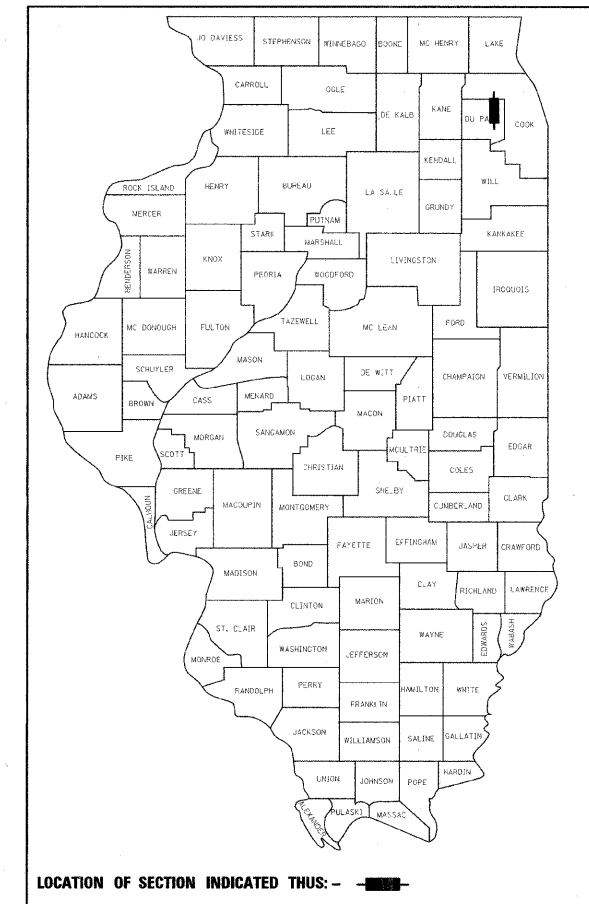 JO DAVIESS STEPHENSON WINNEBAGO BOONE MC HENRY LAKE
CARROLL OGLE DE KALB KANE DU PA COOK
WHITESIDE LEE
KENDALL WILL
ROCK ISLAND HENRY BUREAU LA SALLE GRUNDY
MERCER PUTNAM KANKAKEE
STARK MARSHALL LIVINGSTON
HENDERSON WARREN KNOX PEORIA WOODFORD IROQUOIS
TAZEWELL MC LEAN FORD
HANCOCK MC DONOUGH FULTON
MASON
SCHUYLER LOGAN DE WITT CHAMPAIGN VERMILION
ADAMS BROWN CASS MENARD MACON PIATT
MORGAN SANGAMON DOUGLAS
PIKE SCOTT MOULTRIE EDGAR
CHRISTIAN COLES
GREENE MACOUPIN MONTGOMERY SHELBY CUMBERLAND CLARK
CALHOUN JERSEY
FAYETTE EFFINGHAM JASPER CRAWFORD
MADISON BOND
CLAY RICHLAND LAWRENCE
CLINTON MARION
ST. CLAIR WAYNE EDWARDS WABASH
WASHINGTON JEFFERSON
MONROE
RANDOLPH PERRY HAMILTON WHITE
FRANKLIN
JACKSON WILLIAMSON SALINE GALLATIN
UNION JOHNSON POPE HARDIN
ALEXANDER PULASKI MASSAC
LOCATION OF SECTION INDICATED THUS: -